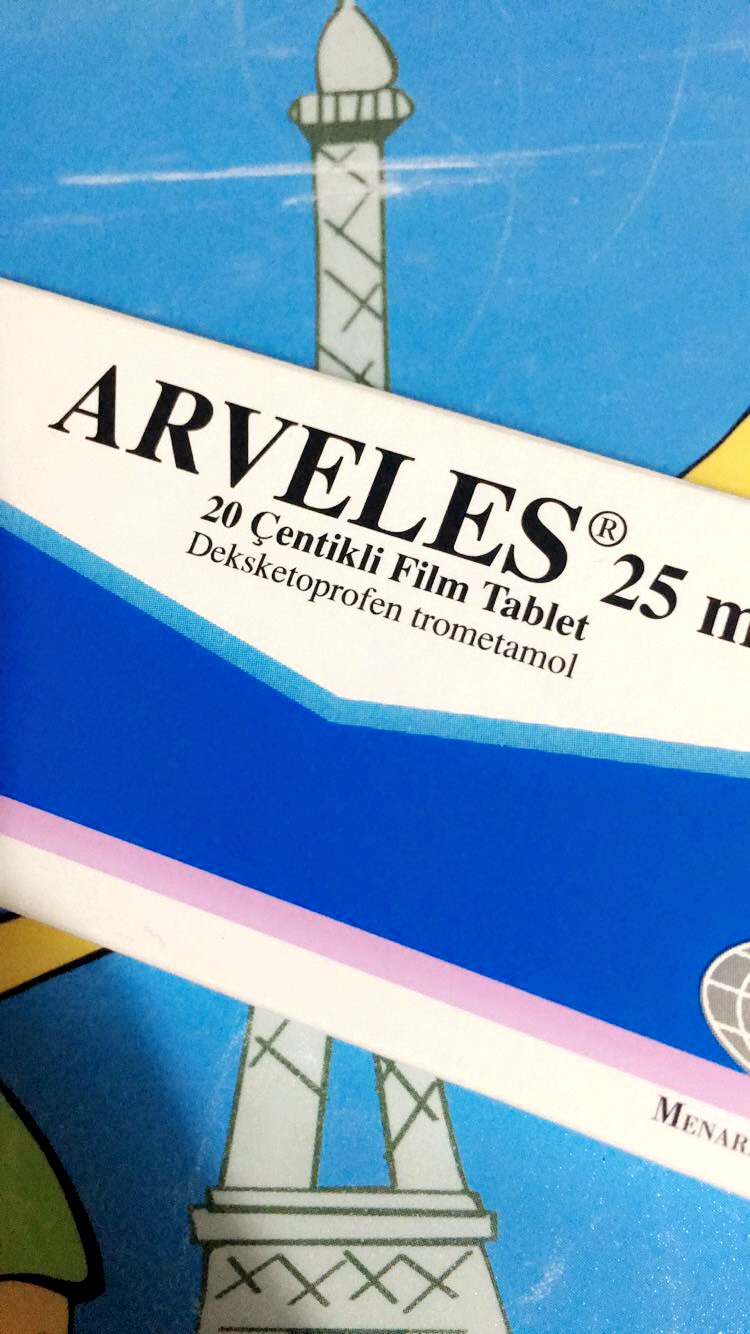 ARVELES® 25 m
20 Çentikli Film Tablet
Deksketoprofen trometamol
MENAR